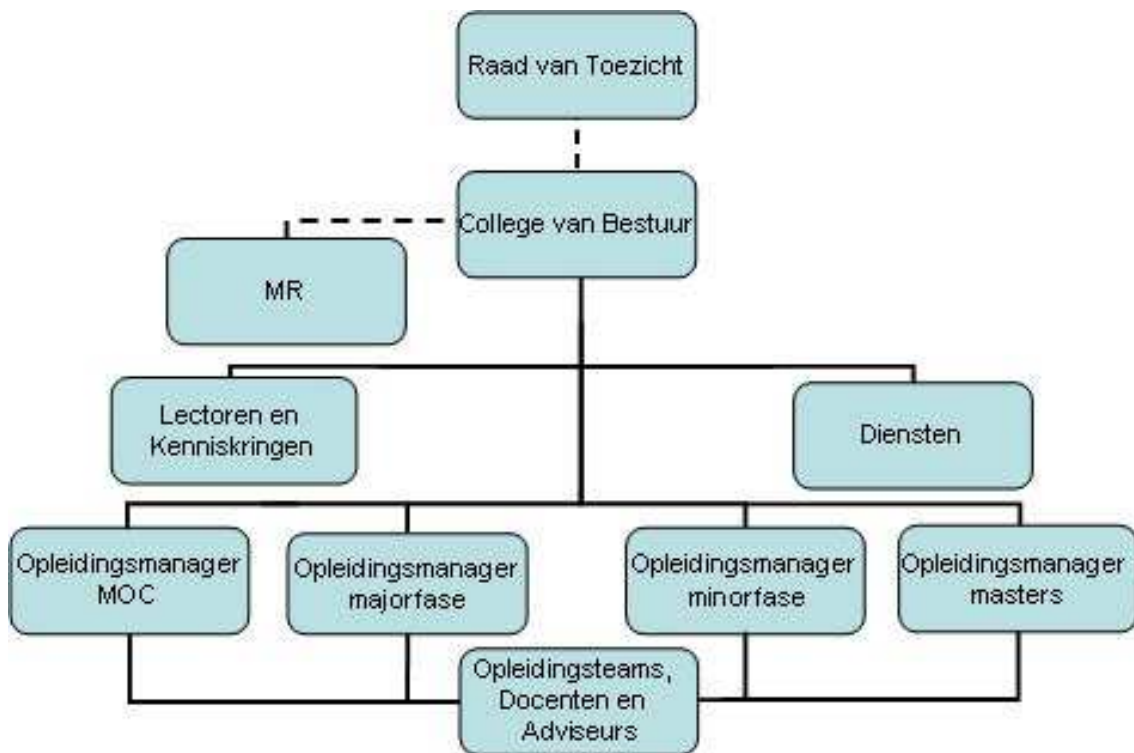 Raad van Toezicht
College van Bestuur
MR
Lectoren en
Kenniskringen
Diensten
Opleidingsmanager
MOC
Opleidingsmanager
majorfase
Opleidingsmanager
minorfase
Opleidingsmanager
masters
Opleidingsteams,
Docenten en
Adviseurs